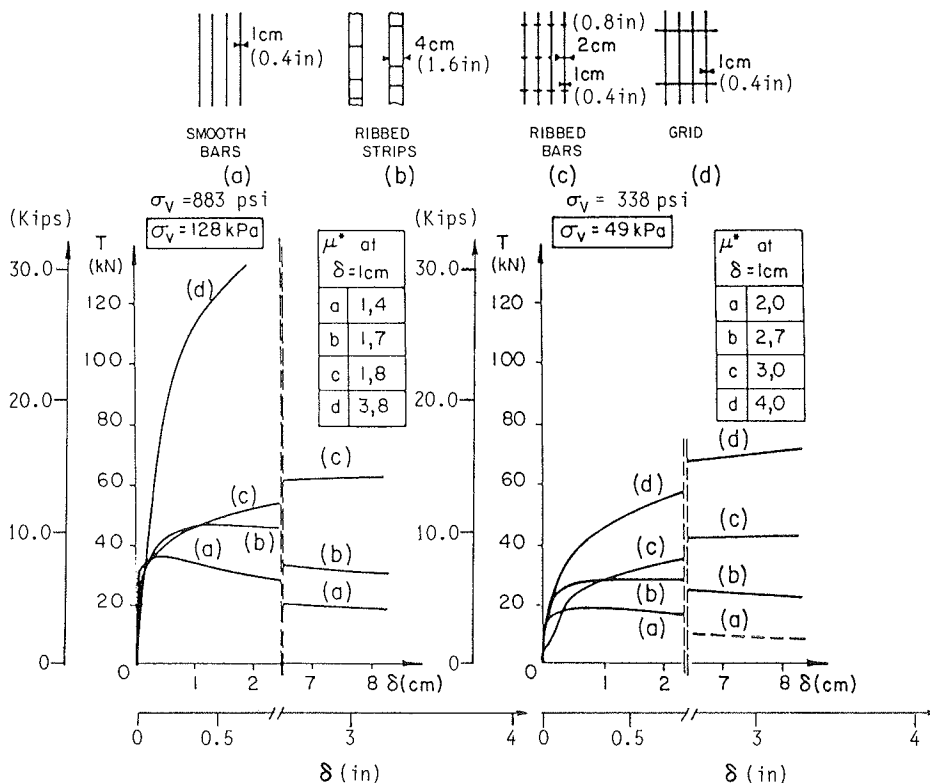 1cm
(0.4in)
4cm
(1.6in)
(0.8in)
2cm
1cm
(0.4in)
1cm
(0.4in)
SMOOTH
BARS
(a)
RIBBED
STRIPS
(b)
RIBBED
BARS
(c)
GRID
(d)
σv = 883 psi
σv = 128 kPa
(Kips)
T
(kN)
30.0
20.0
10.0
0
120
100
80
60
40
20
0
(d)
(c)
(b)
(a)
(c)
(b)
(a)
μ* at
δ = 1cm
a 1,4
b 1,7
c 1,8
d 3,8
1 2 7 8 δ(cm)
0 0.5 3 4
δ (in)
σv = 338 psi
σv = 49 kPa
(Kips)
T
(kN)
30.0
20.0
10.0
0
120
100
80
60
40
20
0
μ* at
δ = 1cm
a 2,0
b 2,7
c 3,0
d 4,0
(d)
(c)
(b)
(a)
(d)
(c)
(b)
(a)
0 1 2 7 8 δ(cm)
0 0.5 3 4
δ (in)